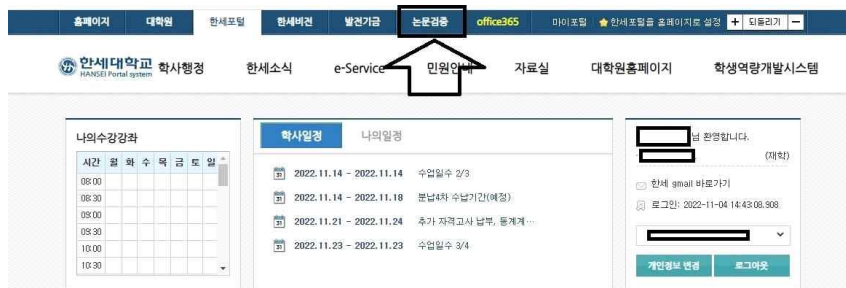 홈페이지 대학원 한세포털 한세비전 발전기금 논문검증 office365 마이포털 한세포털을 홈페이지로 설정 + 되돌리기 -
한세대학교 HANSEI Portal system 학사행정 한세소식 e-Service 민원안내 자료실 대학원홈페이지 학생역량개발시스템
나의수강강좌
시간 월 화 수 목 금 토 일
08:00
08:30
09:00
09:30
10:00
10:30
학사일정 나의일정
31 2022.11.14 - 2022.11.14 수업일수 2/3
31 2022.11.14 - 2022.11.18 분납4차 수납기간(예정)
31 2022.11.21 - 2022.11.24 추가 자격고사 납부, 통계계…
31 2022.11.23 - 2022.11.23 수업일수 3/4
님 환영합니다.
(재학)
한세 gmail 바로가기
로그인: 2022-11-04 14:43:08.908
개인정보 변경 로그아웃